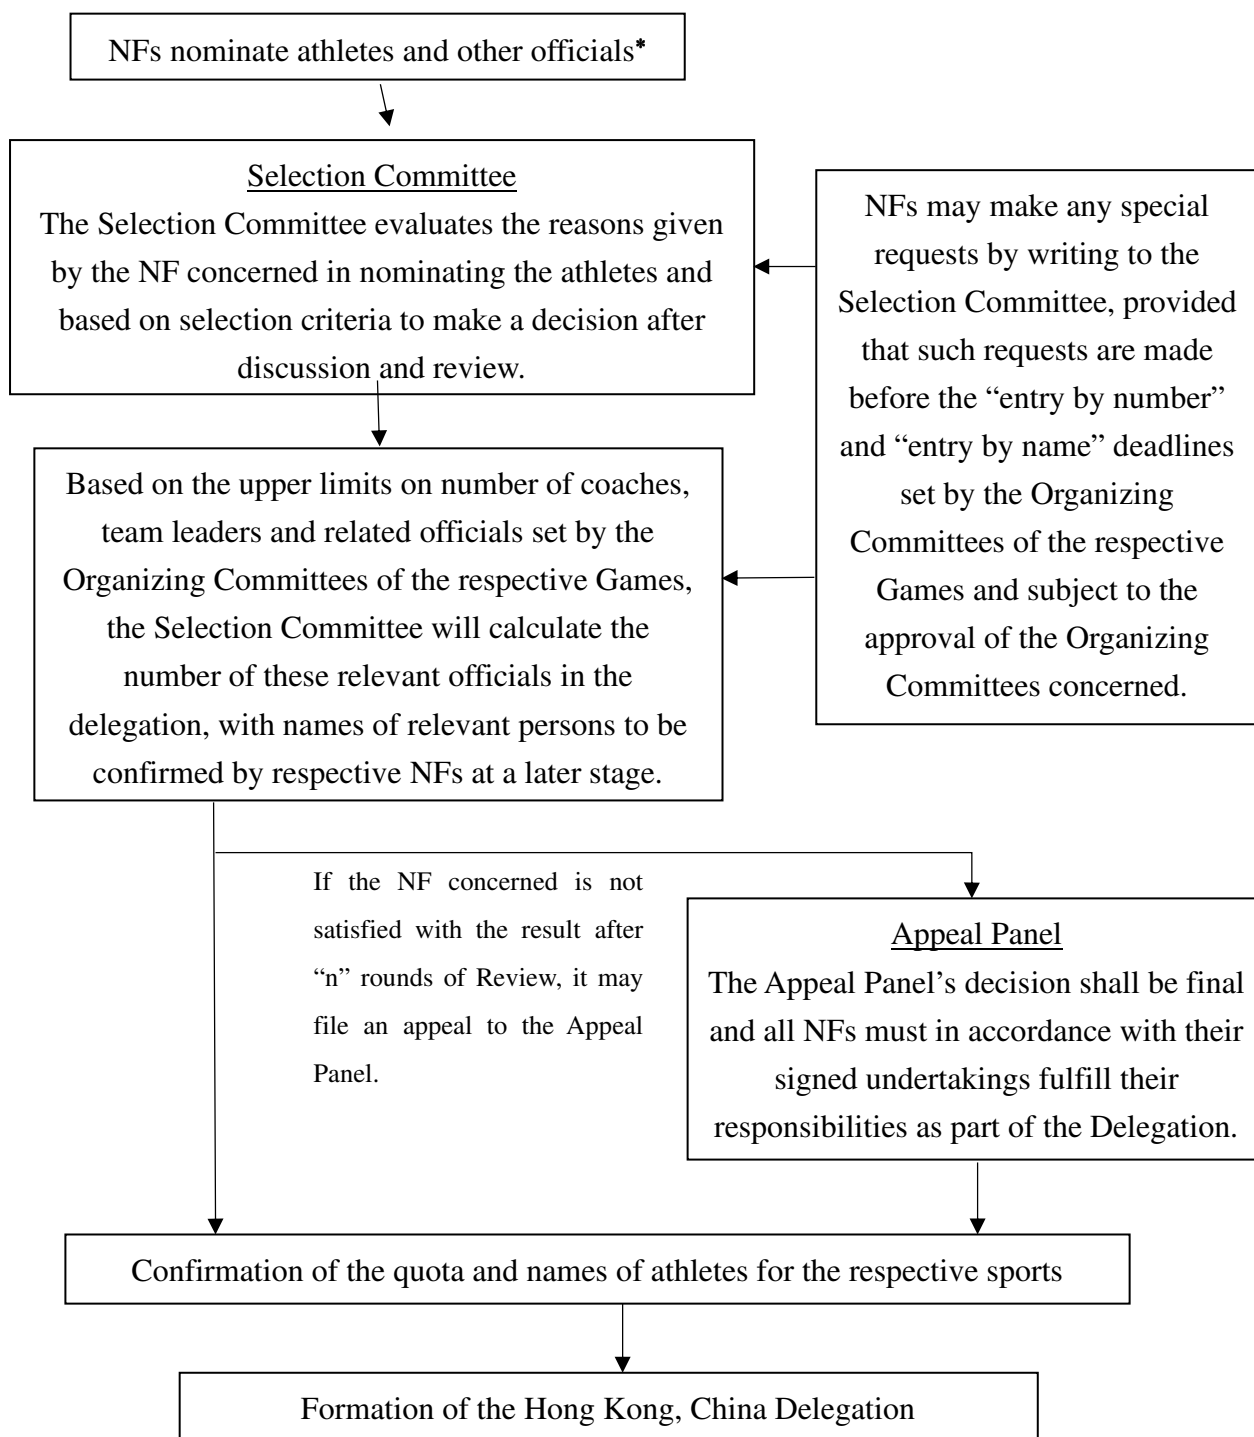 NFs nominate athletes and other officials*
Selection Committee
The Selection Committee evaluates the reasons given
by the NF concerned in nominating the athletes and
based on selection criteria to make a decision after
discussion and review.
NFs may make any special
requests by writing to the
Selection Committee, provided
that such requests are made
before the “entry by number”
and “entry by name” deadlines
set by the Organizing
Committees of the respective
Games and subject to the
approval of the Organizing
Committees concerned.
Based on the upper limits on number of coaches,
team leaders and related officials set by the
Organizing Committees of the respective Games,
the Selection Committee will calculate the
number of these relevant officials in the
delegation, with names of relevant persons to be
confirmed by respective NFs at a later stage.
If the NF concerned is not
satisfied with the result after
“n” rounds of Review, it may
file an appeal to the Appeal
Panel.
Appeal Panel
The Appeal Panel’s decision shall be final
and all NFs must in accordance with their
signed undertakings fulfill their
responsibilities as part of the Delegation.
Confirmation of the quota and names of athletes for the respective sports
Formation of the Hong Kong, China Delegation